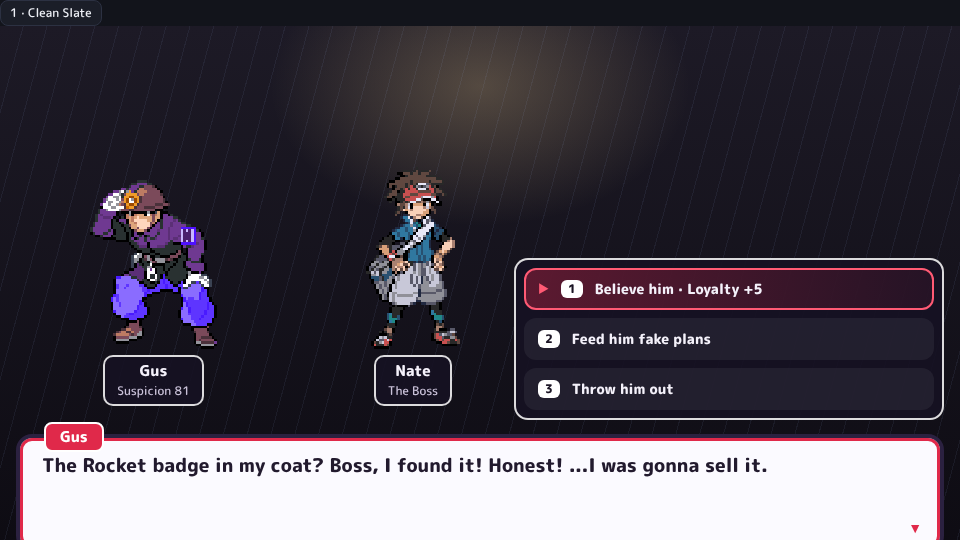 1 · Clean Slate
Gus
Suspicion 81
Nate
The Boss
1 Believe him · Loyalty +5
2 Feed him fake plans
3 Throw him out
Gus
The Rocket badge in my coat? Boss, I found it! Honest! ...I was gonna sell it.